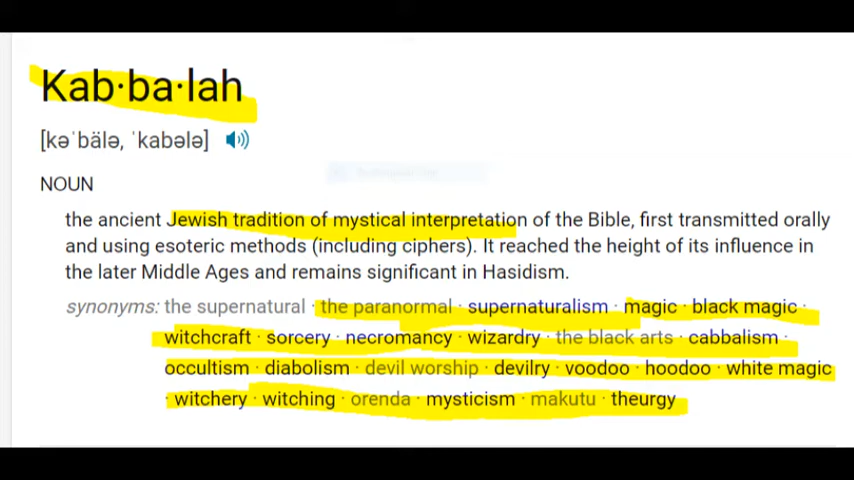 Kab·ba·lah
[kəˈbälə, ˈkabələ]
NOUN
the ancient Jewish tradition of mystical interpretation of the Bible, first transmitted orally
and using esoteric methods (including ciphers). It reached the height of its influence in
the later Middle Ages and remains significant in Hasidism.
synonyms: the supernatural · the paranormal · supernaturalism · magic · black magic ·
witchcraft · sorcery · necromancy · wizardry · the black arts · cabbalism ·
occultism · diabolism · devil worship · devilry · voodoo · hoodoo · white magic
· witchery · witching · orenda · mysticism · makutu · theurgy